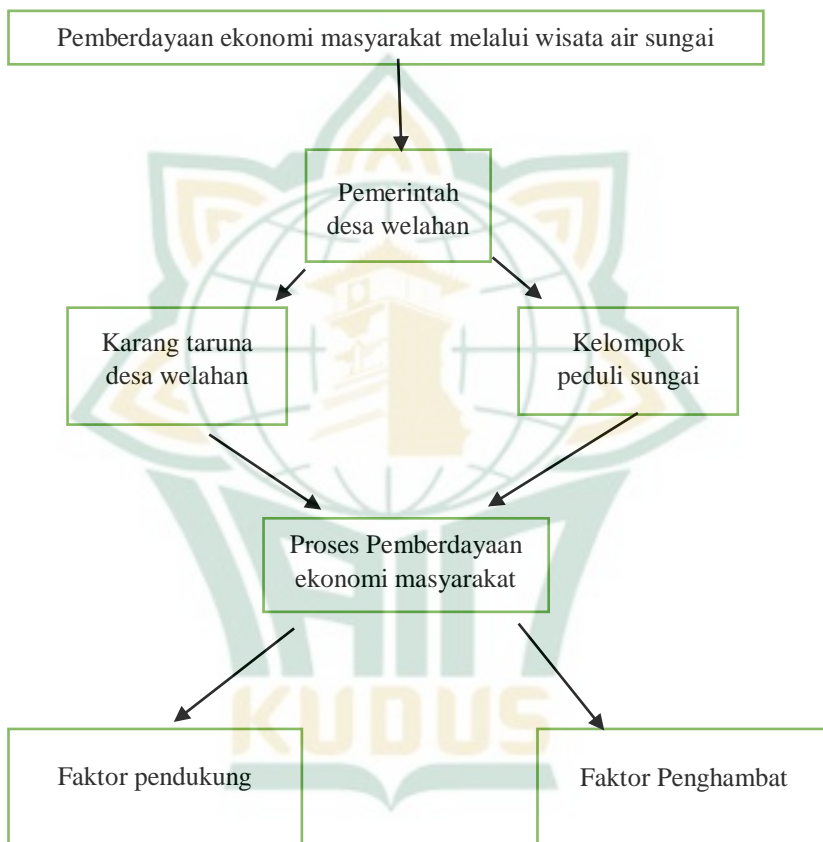 Pemberdayaan ekonomi masyarakat melalui wisata air sungai
Pemerintah
desa welahan
Karang taruna
desa welahan
Kelompok
peduli sungai
Proses Pemberdayaan
ekonomi masyarakat
KUDUS
Faktor pendukung
Faktor Penghambat